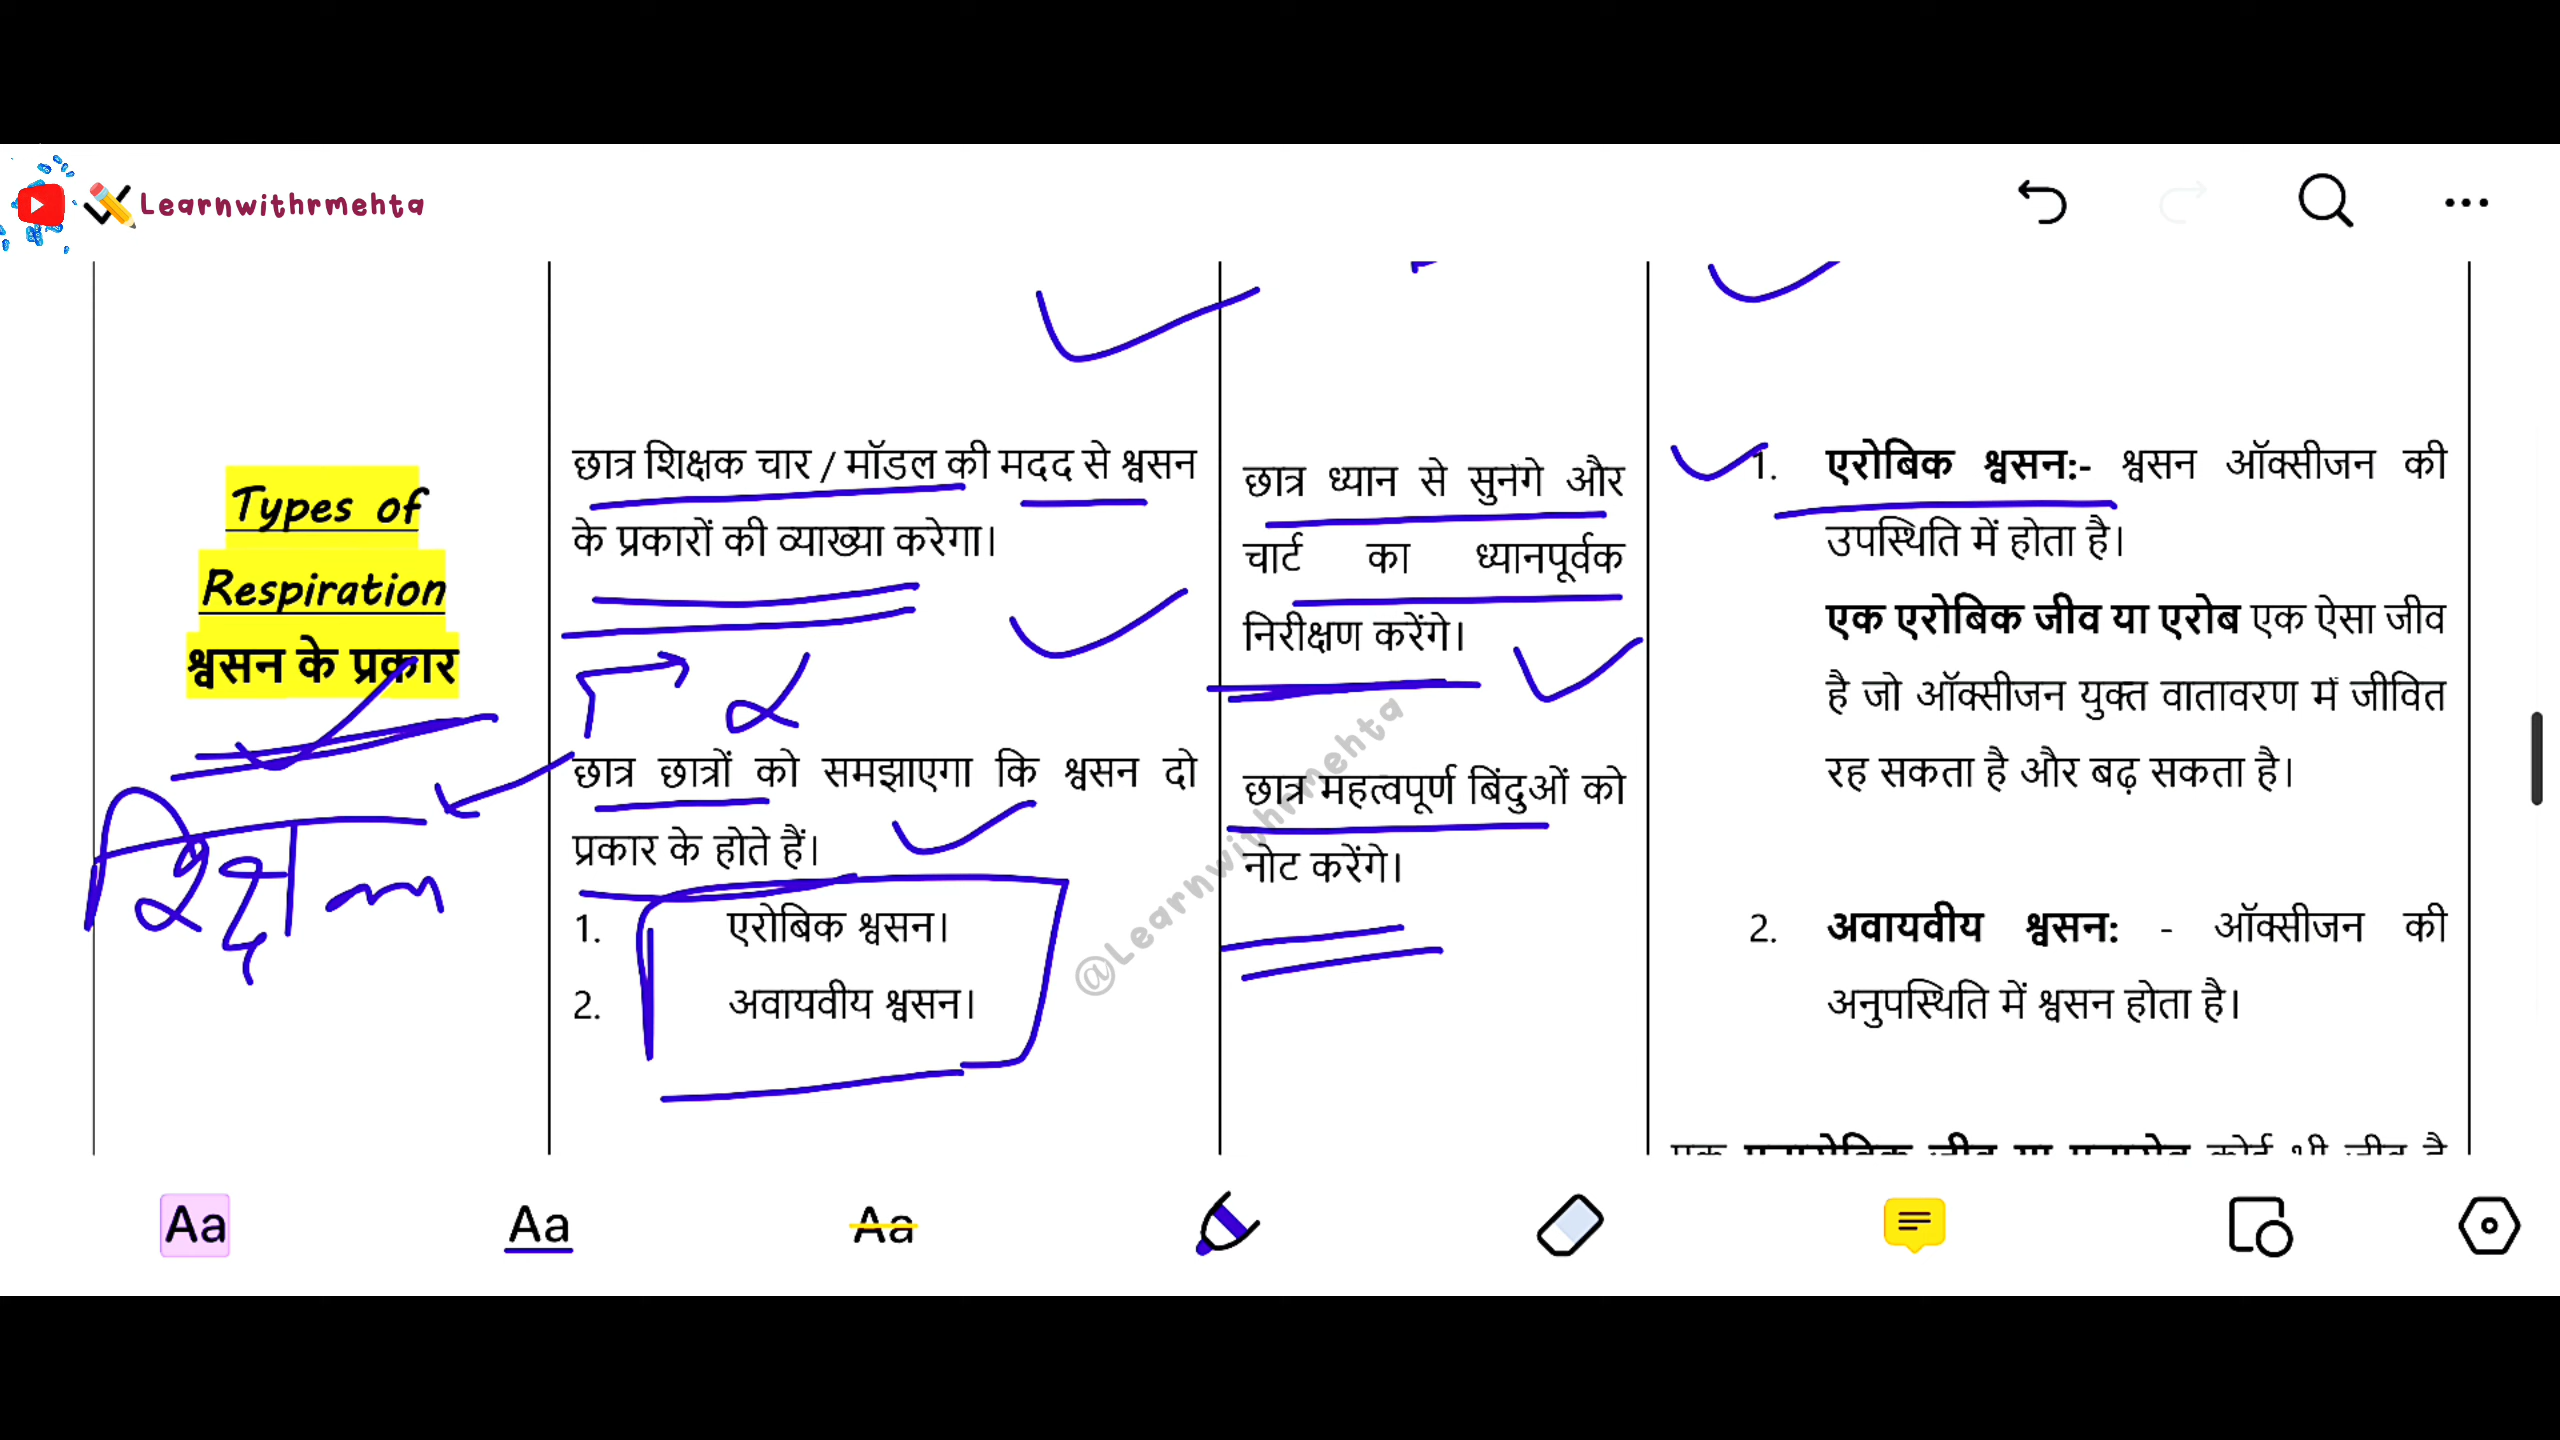 Learnwithrmehta
Types of
Respiration
श्वसन के प्रकार
छात्र शिक्षक चार / मॉडल की मदद से श्वसन
के प्रकारों की व्याख्या करेगा।
छात्र छात्रों को समझाएगा कि श्वसन दो
प्रकार के होते हैं।
1. एरोबिक श्वसन।
2. अवायवीय श्वसन।
छात्र ध्यान से सुनेंगे और
चार्ट का ध्यानपूर्वक
निरीक्षण करेंगे।
छात्र महत्वपूर्ण बिंदुओं को
नोट करेंगे।
1. एरोबिक श्वसन:- श्वसन ऑक्सीजन की
उपस्थिति में होता है।
एक एरोबिक जीव या एरोब एक ऐसा जीव
है जो ऑक्सीजन युक्त वातावरण में जीवित
रह सकता है और बढ़ सकता है।
2. अवायवीय श्वसन: - ऑक्सीजन की
अनुपस्थिति में श्वसन होता है।
@Learnwithrmehta
Aa
Aa
Aa